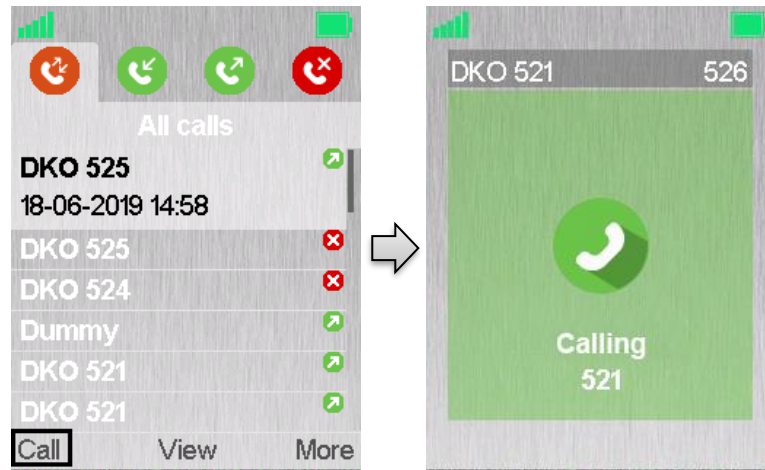 All calls
DKO 525
18-06-2019 14:58
DKO 525
DKO 524
Dummy
DKO 521
DKO 521
Call View More
DKO 521 526
Calling
521